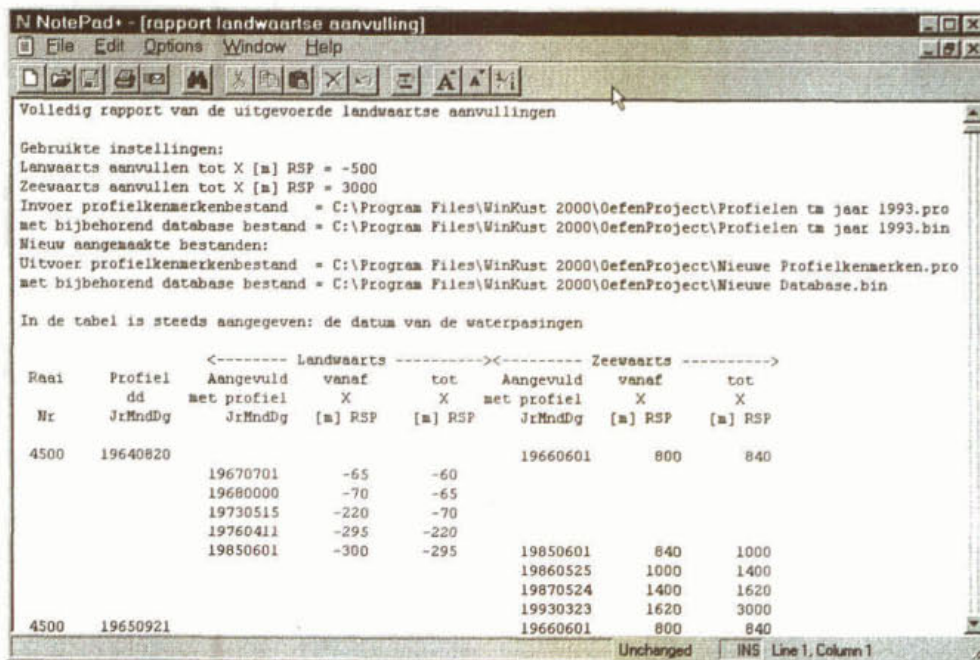 N NotePad+ - [rapport landwaartse aanvulling]
File Edit Options Window Help
Volledig rapport van de uitgevoerde landwaartse aanvullingen
Gebruikte instellingen:
Lanwaarts aanvullen tot X [m] RSP = -500
Zeewaarts aanvullen tot X [m] RSP = 3000
Invoer profielkenmerkenbestand = C:\Program Files\WinKust 2000\OefenProject\Profielen tm jaar 1993.pro
met bijbehorend database bestand = C:\Program Files\WinKust 2000\OefenProject\Profielen tm jaar 1993.bin
Nieuw aangemaakte bestanden:
Uitvoer profielkenmerkenbestand = C:\Program Files\WinKust 2000\OefenProject\Nieuwe Profielkenmerken.pro
met bijbehorend database bestand = C:\Program Files\WinKust 2000\OefenProject\Nieuwe Database.bin
In de tabel is steeds aangegeven: de datum van de waterpasingen
<-------- Landwaarts ----------><--------- Zeewaarts ---------->
Raai Profiel Aangevuld vanaf tot Aangevuld vanaf tot
dd met profiel X X met profiel X X
Nr JrMndDg JrMndDg [m] RSP [m] RSP JrMndDg [m] RSP [m] RSP
4500 19640820 19660601 800 840
19670701 -65 -60
19680000 -70 -65
19730515 -220 -70
19760411 -295 -220
19850601 -300 -295 19850601 840 1000
19860525 1000 1400
19870524 1400 1620
19930323 1620 3000
4500 19650921 19660601 800 840
Unchanged INS Line 1, Column 1